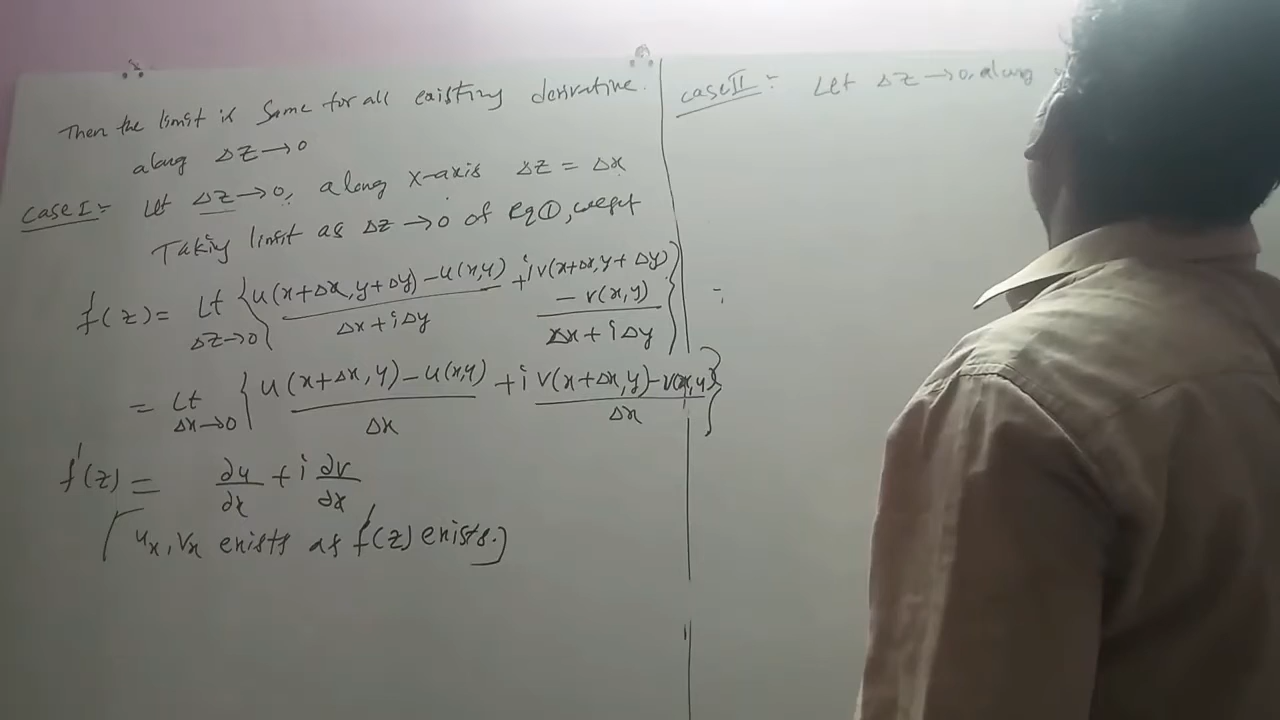 Then the limit is same for all existing derivative.
along Δz→0
Case I:- Let Δz→0, along x-axis Δz = Δx
Taking limit as Δz→0 of eq①, we get
f'(z) = Lt Δz→0 { u(x+Δx, y+Δy) - u(x,y) / Δx+iΔy + i v(x+Δx, y+Δy) - v(x,y) / Δx+iΔy }
= Lt Δx→0 { u(x+Δx, y) - u(x,y) / Δx + i v(x+Δx, y) - v(x,y) / Δx }
f'(z) = ∂u/∂x + i ∂v/∂x
[u_x, v_x exists as f'(z) exists.]
Case II:- Let Δz→0, along